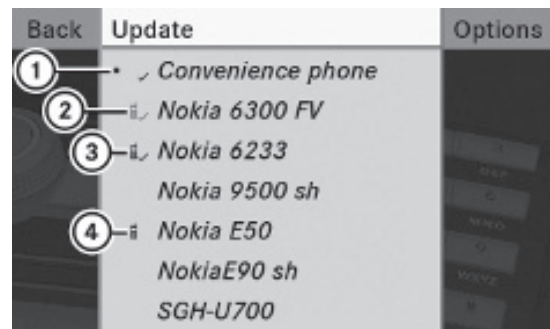 Back Update Options
1 Convenience phone
2 Nokia 6300 FV
3 Nokia 6233
Nokia 9500 sh
4 Nokia E50
NokiaE90 sh
SGH-U700